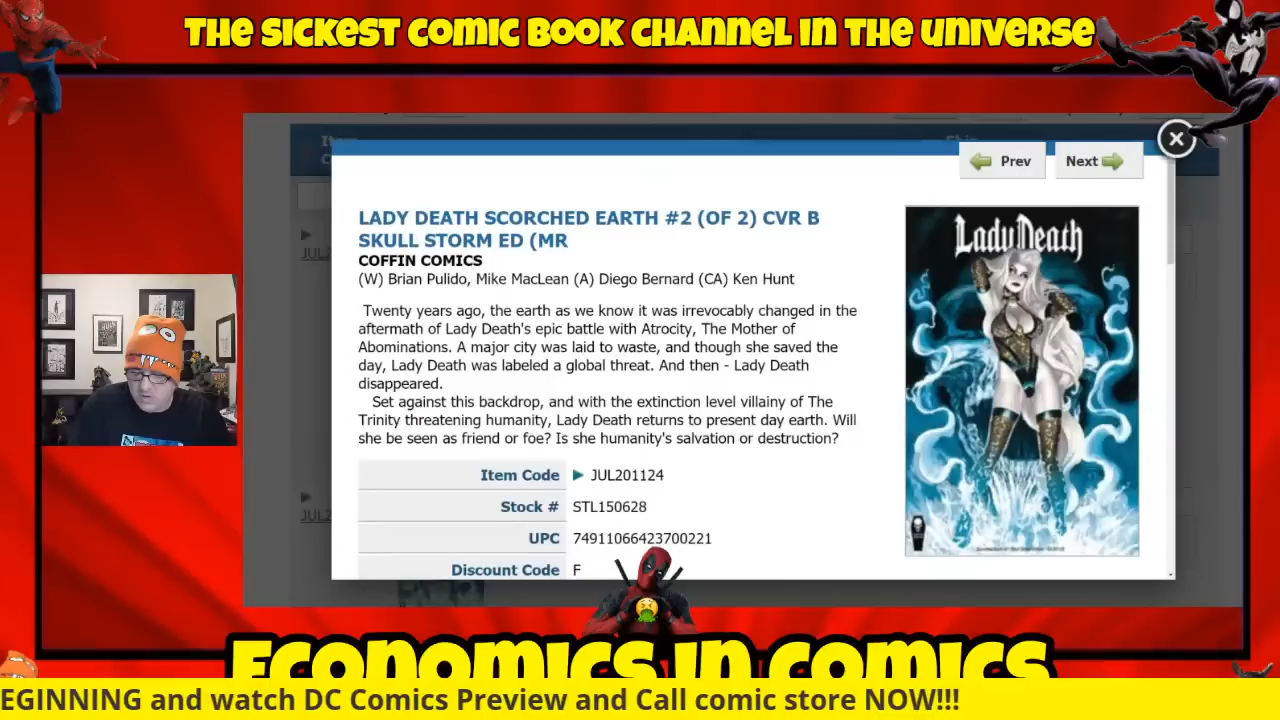 THE SICKEST COMIC BOOK CHANNEL IN THE UNIVERSE
Prev
Next
LADY DEATH SCORCHED EARTH #2 (OF 2) CVR B
SKULL STORM ED (MR
COFFIN COMICS
(W) Brian Pulido, Mike MacLean (A) Diego Bernard (CA) Ken Hunt
Twenty years ago, the earth as we know it was irrevocably changed in the
aftermath of Lady Death's epic battle with Atrocity, The Mother of
Abominations. A major city was laid to waste, and though she saved the
day, Lady Death was labeled a global threat. And then - Lady Death
disappeared.
Set against this backdrop, and with the extinction level villainy of The
Trinity threatening humanity, Lady Death returns to present day earth. Will
she be seen as friend or foe? Is she humanity's salvation or destruction?
Item Code JUL201124
Stock # STL150628
UPC 74911066423700221
Discount Code F
Lady Death
ECONOMICS IN COMICS
EGINNING and watch DC Comics Preview and Call comic store NOW!!!